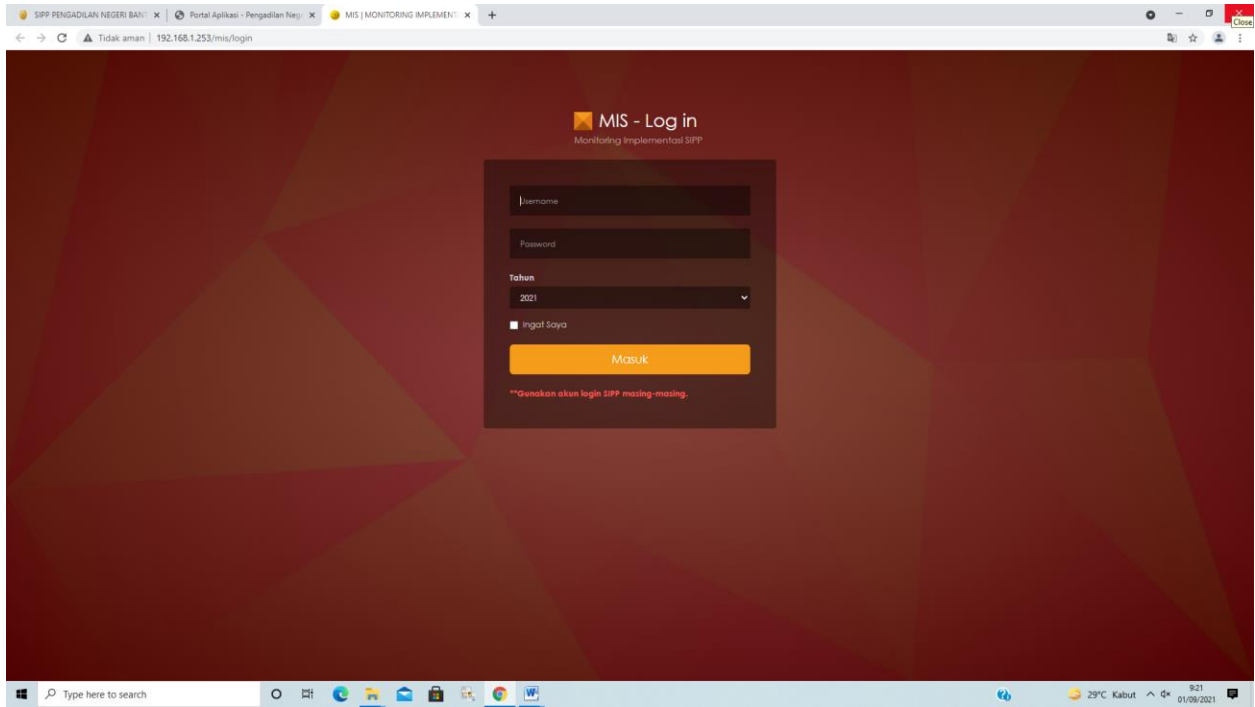 SIPP PENGADILAN NEGERI BANT
Portal Aplikasi - Pengadilan Neg
MIS | MONITORING IMPLEMENT
Close
Tidak aman | 192.168.1.253/mis/login
MIS - Log in
Monitoring Implementasi SIPP
Username
Password
Tahun
2021
Ingat Saya
Masuk
**Gunakan akun login SIPP masing-masing.
Type here to search
29°C Kabut
9:21
01/09/2021